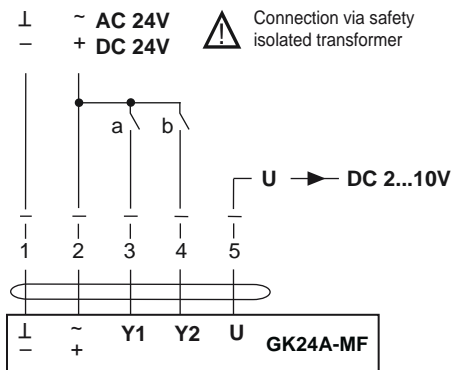 ⊥ ~ AC 24V
– + DC 24V
Connection via safety
isolated transformer
a b
U DC 2...10V
1 2 3 4 5
⊥ ~ Y1 Y2 U
– +
GK24A-MF